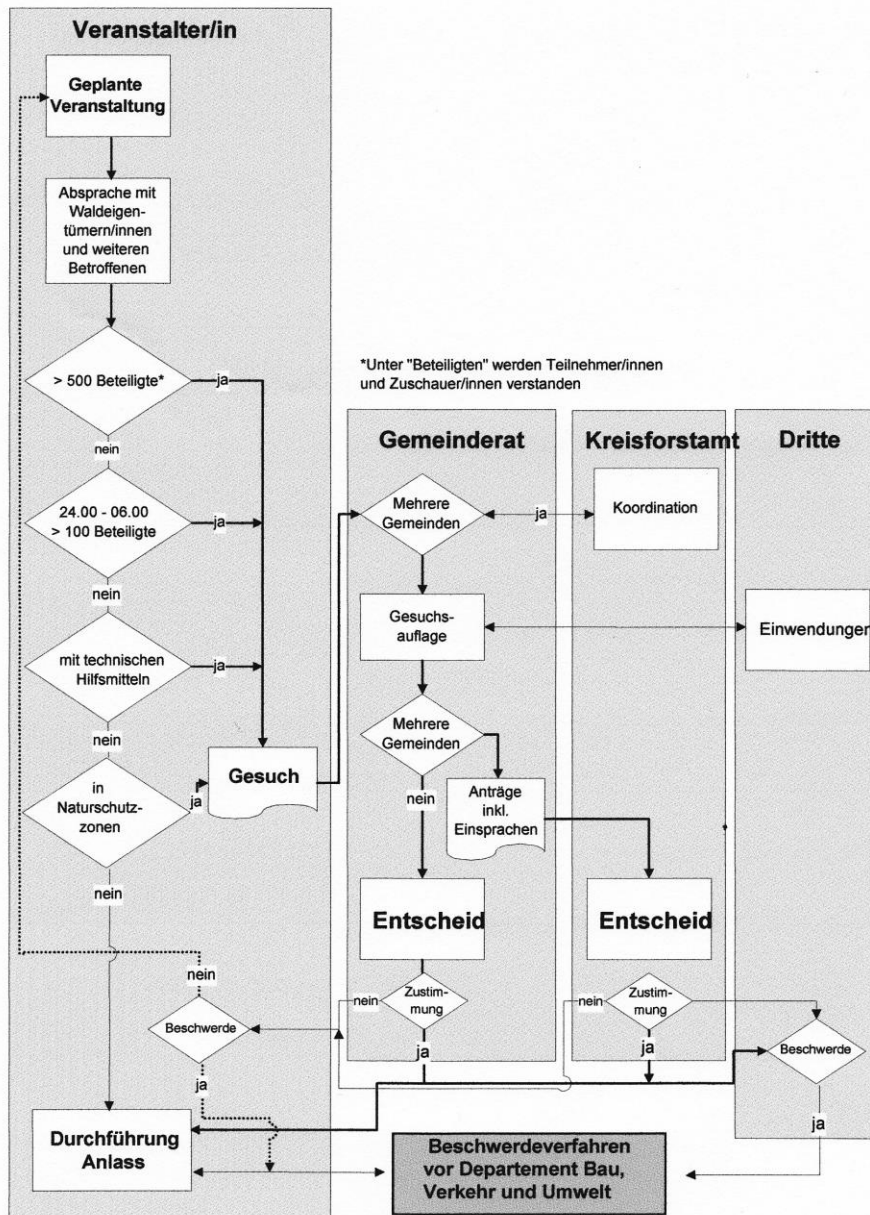 Veranstalter/in
Geplante
Veranstaltung
Absprache mit
Waldeigen-
tümern/innen
und weiteren
Betroffenen
> 500 Beteiligte*
ja
nein
24.00 - 06.00
> 100 Beteiligte
ja
nein
mit technischen
Hilfsmitteln
ja
nein
in
Naturschutz-
zonen
ja
Gesuch
nein
nein
Beschwerde
ja
Durchführung
Anlass
*Unter "Beteiligten" werden Teilnehmer/innen
und Zuschauer/innen verstanden
Gemeinderat
Mehrere
Gemeinden
ja
Gesuchs-
auflage
Mehrere
Gemeinden
nein
Anträge
inkl.
Einsprachen
Entscheid
nein
Zustim-
mung
ja
Kreisforstamt
Koordination
Entscheid
nein
Zustim-
mung
ja
Dritte
Einwendungen
Beschwerde
ja
Beschwerdeverfahren
vor Departement Bau,
Verkehr und Umwelt